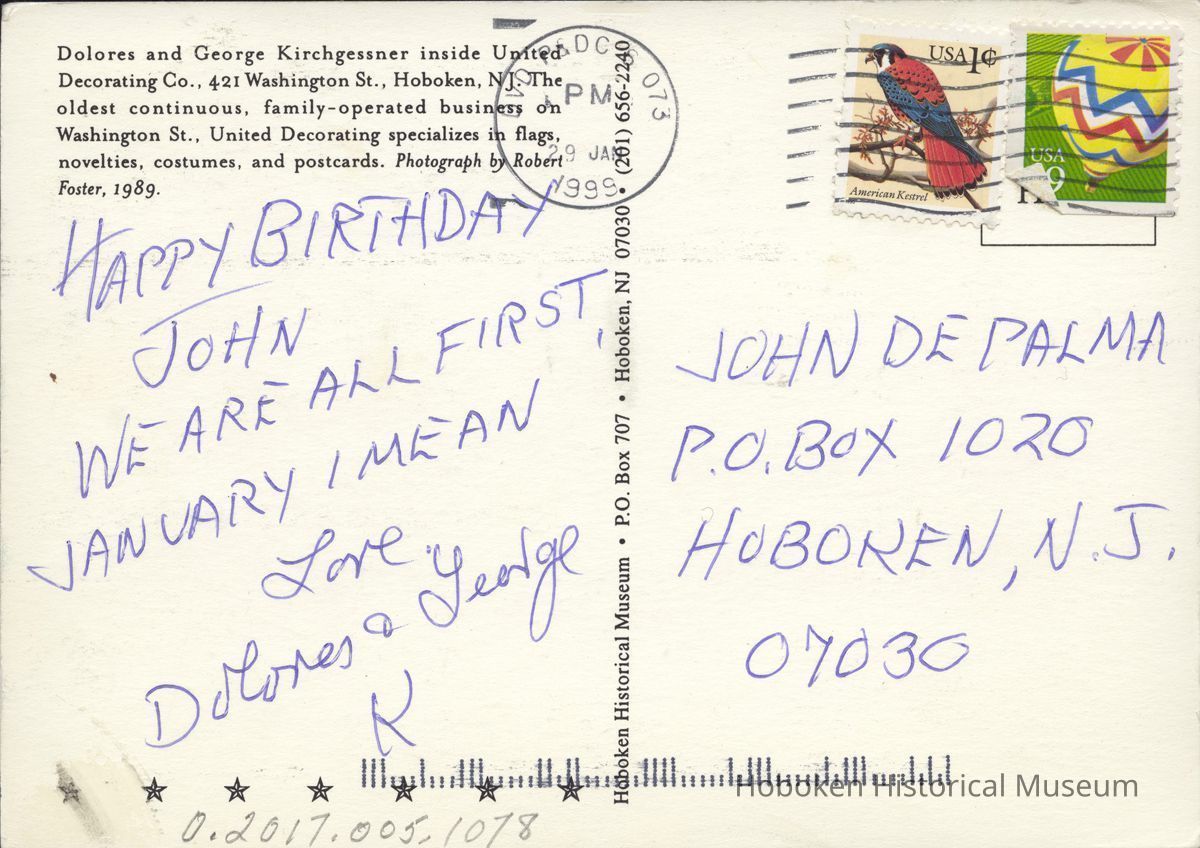 Dolores and George Kirchgessner inside United
Decorating Co., 421 Washington St., Hoboken, NJ. The
oldest continuous, family-operated business on
Washington St., United Decorating specializes in flags,
novelties, costumes, and postcards. Photograph by Robert
Foster, 1989.
HAPPY BIRTHDAY
JOHN
WE ARE ALL FIRST,
JANUARY I MEAN
Love
Dolores & George
K
P&DC 073
PM
29 JAN
1999
Hoboken Historical Museum • P.O. Box 707 • Hoboken, NJ 07030 • (201) 656-2240
USA 1¢
American Kestrel
USA
JOHN DEPALMA
P.O. BOX 1020
HOBOKEN, N.J.
07030
Hoboken Historical Museum
0.2017.005.1078